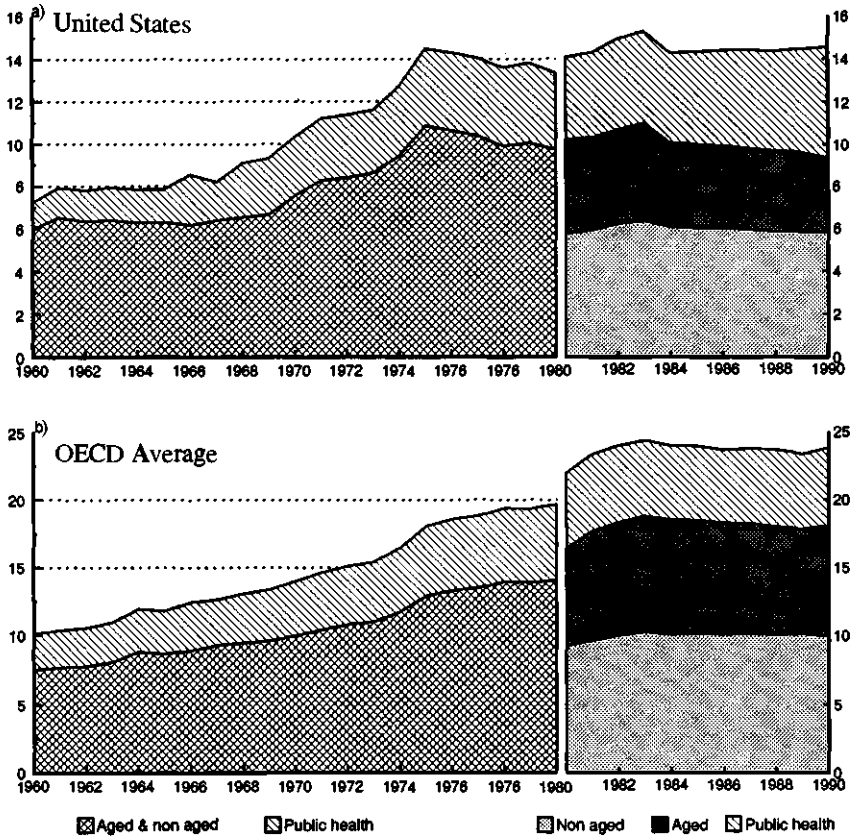 a)
United States
16 16
14 14
12 12
10 10
8 8
6 6
4 4
2 2
0 0
1960 1962 1964 1966 1968 1970 1972 1974 1976 1978 1980 1982 1984 1986 1988 1990
b)
OECD Average
25 25
20 20
15 15
10 10
5 5
0 0
1960 1962 1964 1966 1968 1970 1972 1974 1976 1978 1980 1982 1984 1986 1988 1990
Aged & non aged Public health Non aged Aged Public health